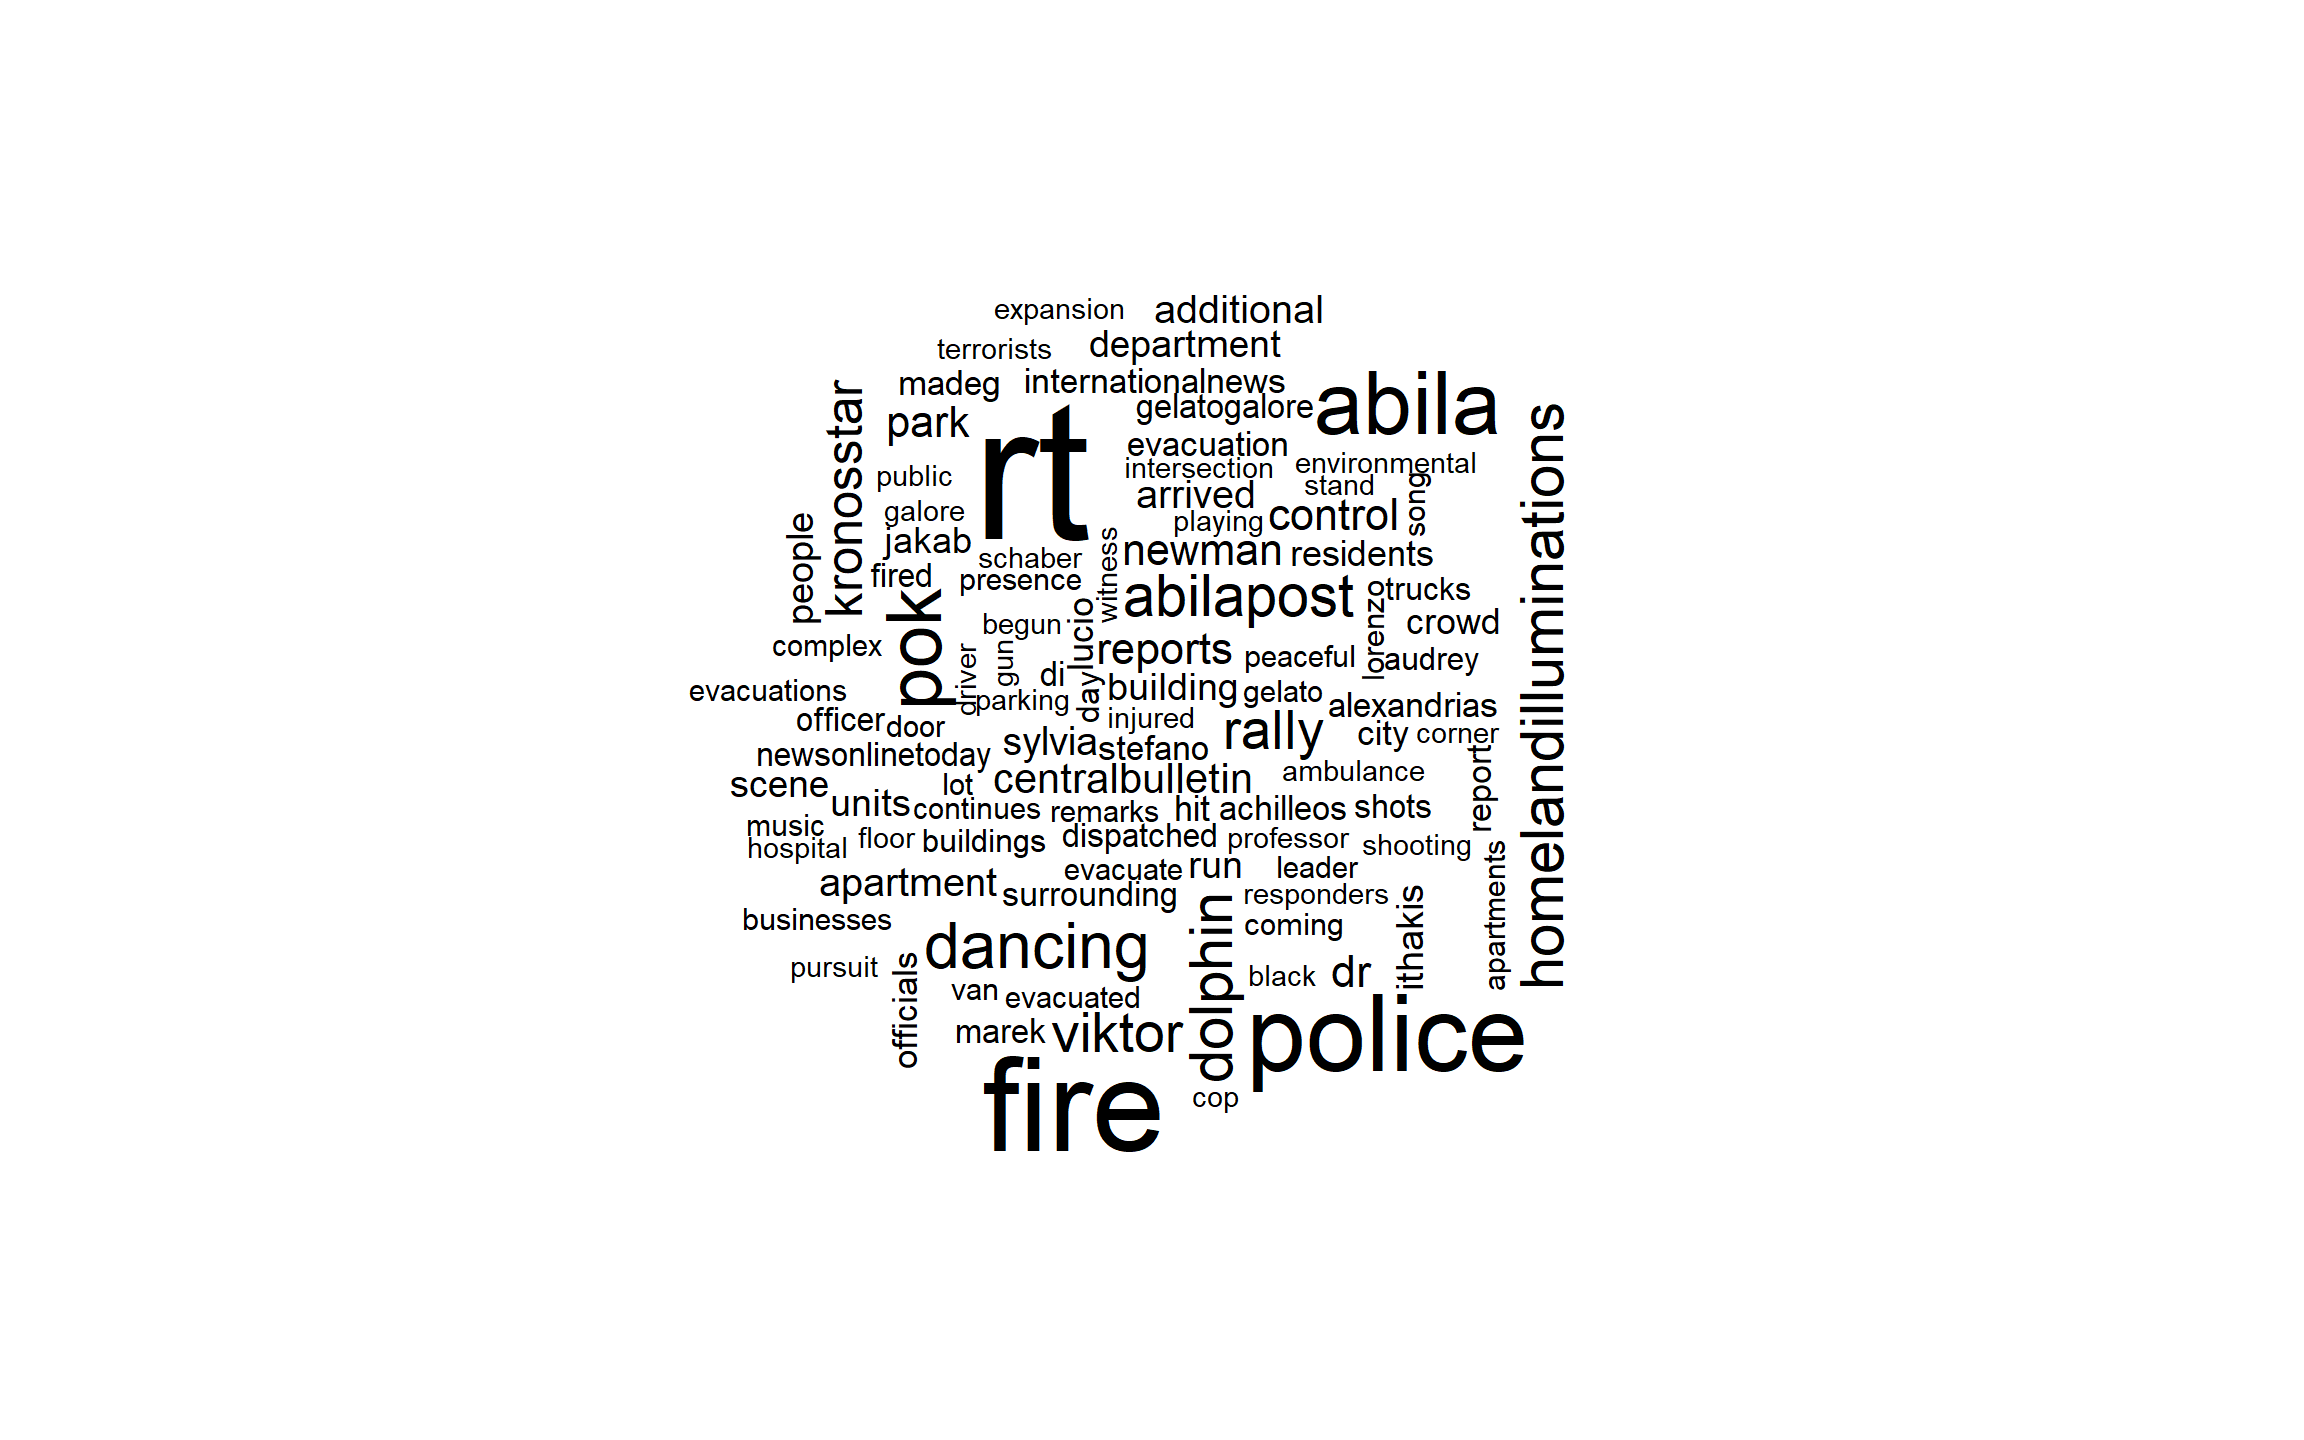 expansion additional
terrorists department
madeg internationalnews
gelatogalore abila
park rt
kronosstar
homelandilluminations
evacuation
intersection environmental
public stand
arrived song
galore playing control
people
jakab newman residents
schaber witness
fired presence
abilapost trucks
pok lorenzo
begun lucio crowd
complex reports peaceful audrey
driver gun di
evacuations parking day building gelato alexandrias
officer door injured rally city corner
newsonlinetoday sylvia stefano
scene lot centralbulletin ambulance report
units continues remarks hit achilleos shots
music
hospital floor buildings dispatched professor shooting
evacuate run leader apartments
apartment surrounding responders
businesses dolphin coming ithakis
dancing
pursuit officials black dr
van evacuated
marek viktor police
fire cop